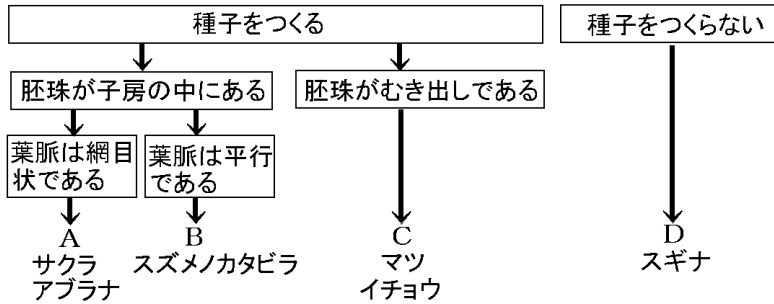 種子をつくる
種子をつくらない
胚珠が子房の中にある
胚珠がむき出しである
葉脈は網目
状である
葉脈は平行
である
A
サクラ
アブラナ
B
スズメノカタビラ
C
マツ
イチョウ
D
スギナ